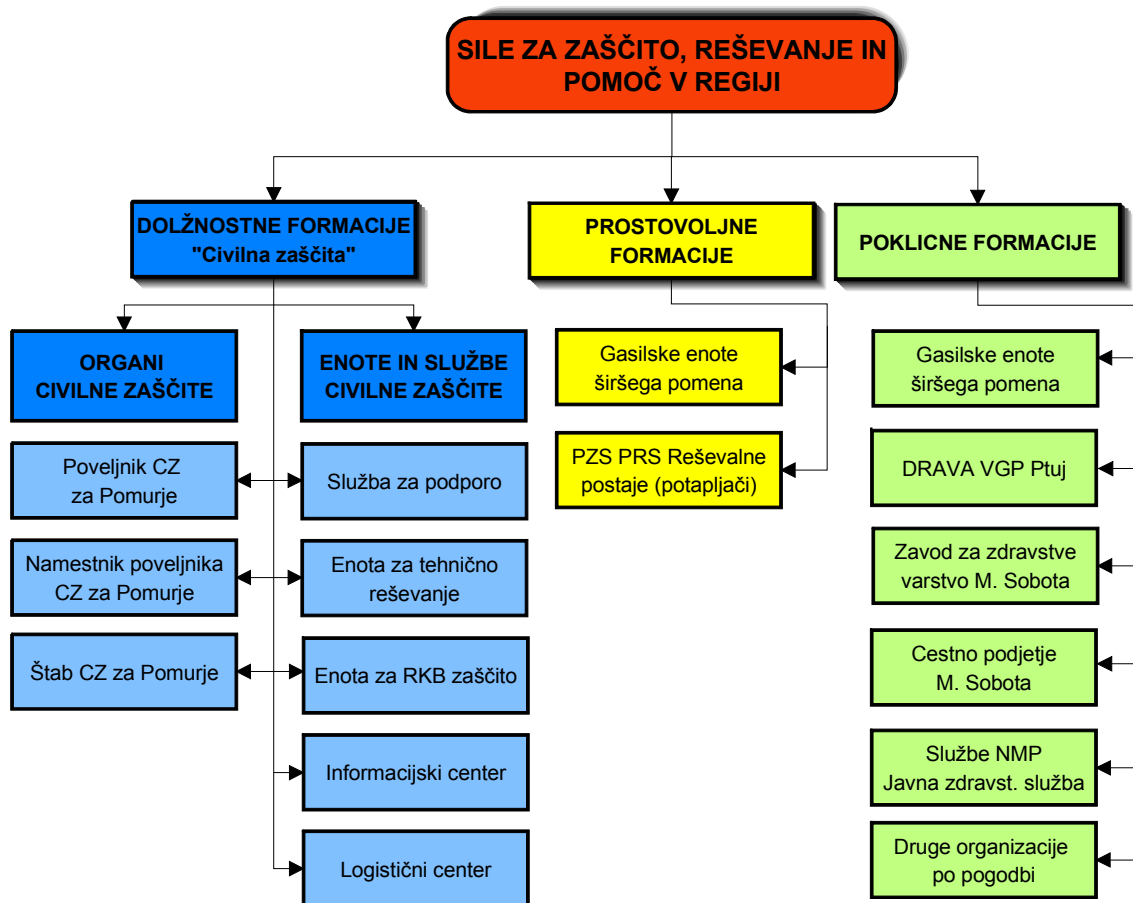 SILE ZA ZAŠČITO, REŠEVANJE IN
POMOČ V REGIJI
DOLŽNOSTNE FORMACIJE
"Civilna zaščita"
PROSTOVOLJNE
FORMACIJE
POKLICNE FORMACIJE
ORGANI
CIVILNE ZAŠČITE
ENOTE IN SLUŽBE
CIVILNE ZAŠČITE
Poveljnik CZ
za Pomurje
Namestnik poveljnika
CZ za Pomurje
Štab CZ za Pomurje
Služba za podporo
Enota za tehnično
reševanje
Enota za RKB zaščito
Informacijski center
Logistični center
Gasilske enote
širšega pomena
PZS PRS Reševalne
postaje (potapljači)
Gasilske enote
širšega pomena
DRAVA VGP Ptuj
Zavod za zdravstve
varstvo M. Sobota
Cestno podjetje
M. Sobota
Službe NMP
Javna zdravst. služba
Druge organizacije
po pogodbi